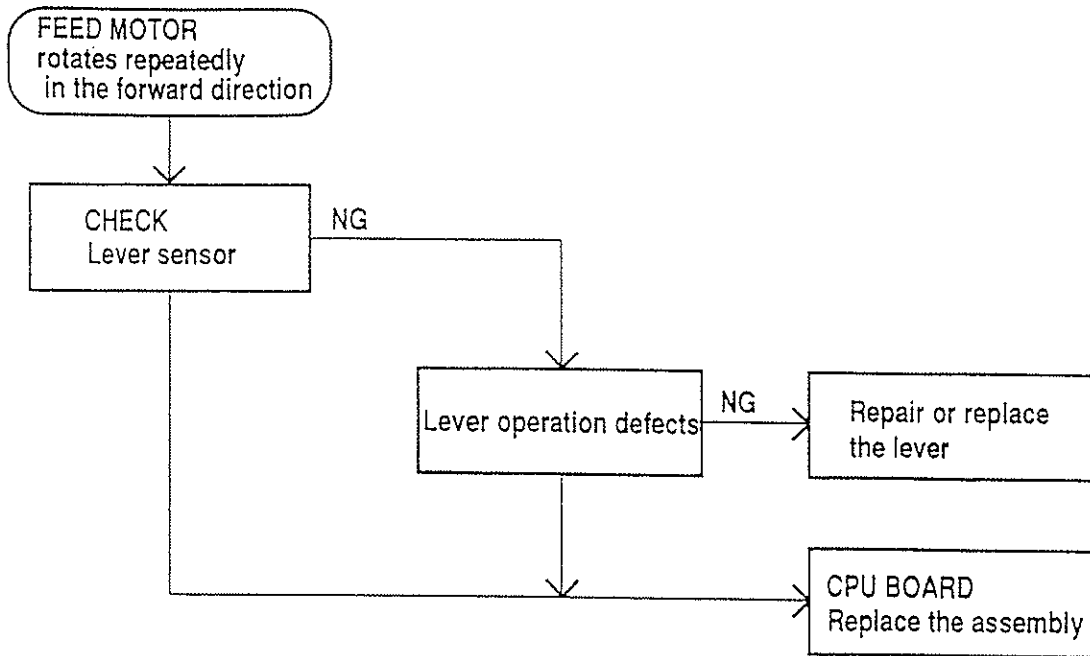 FEED MOTOR
rotates repeatedly
in the forward direction
CHECK
Lever sensor
NG
Lever operation defects
NG
Repair or replace
the lever
CPU BOARD
Replace the assembly